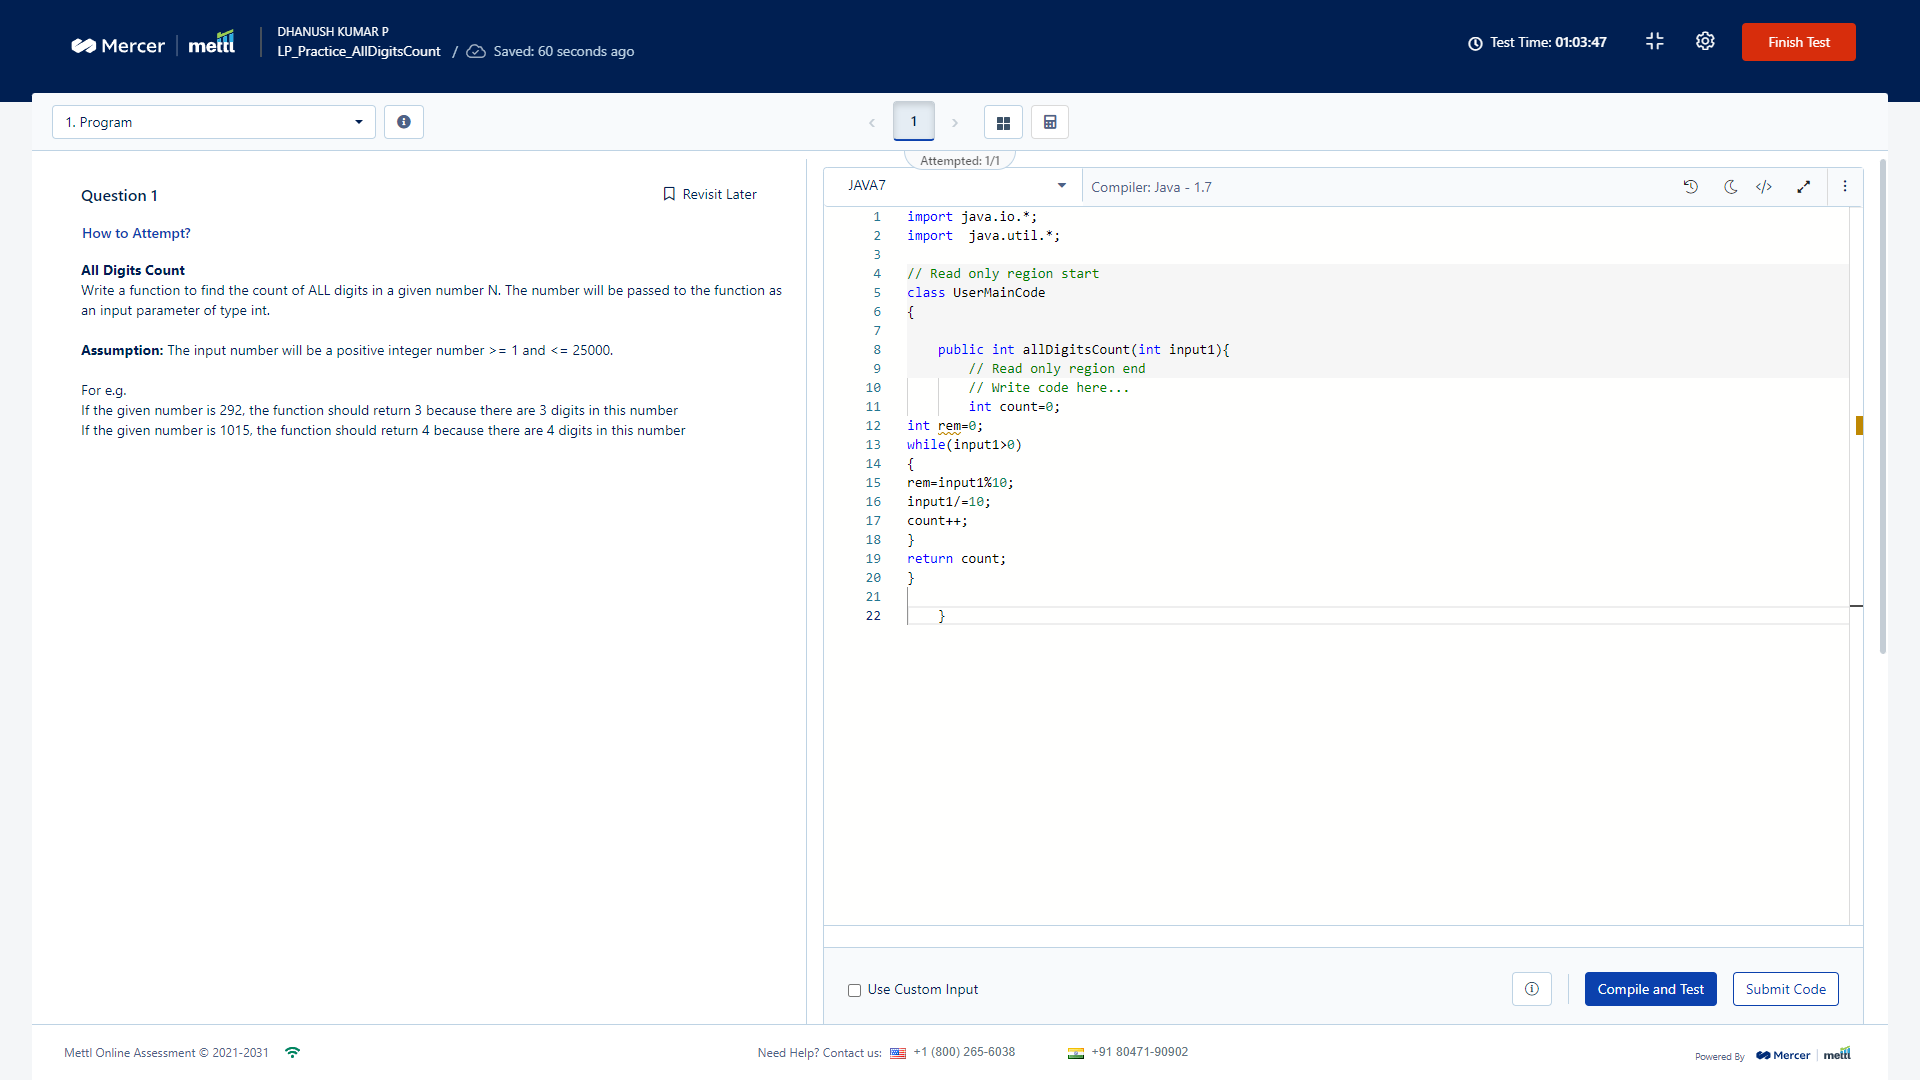 Mercer
mettl
DHANUSH KUMAR P
LP_Practice_AllDigitsCount / Saved: 60 seconds ago
Test Time: 01:03:47
Finish Test
1. Program
1
Attempted: 1/1
Question 1
Revisit Later
How to Attempt?
All Digits Count
Write a function to find the count of ALL digits in a given number N. The number will be passed to the function as
an input parameter of type int.
Assumption: The input number will be a positive integer number >= 1 and <= 25000.
For e.g.
If the given number is 292, the function should return 3 because there are 3 digits in this number
If the given number is 1015, the function should return 4 because there are 4 digits in this number
JAVA7
Compiler: Java - 1.7
1 import java.io.*;
2 import  java.util.*;
3
4 // Read only region start
5 class UserMainCode
6 {
7
8     public int allDigitsCount(int input1){
9         // Read only region end
10         // Write code here...
11         int count=0;
12 int rem=0;
13 while(input1>0)
14 {
15 rem=input1%10;
16 input1/=10;
17 count++;
18 }
19 return count;
20 }
21
22     }
Use Custom Input
Compile and Test
Submit Code
Mettl Online Assessment © 2021-2031
Need Help? Contact us: +1 (800) 265-6038
+91 80471-90902
Powered By Mercer mettl